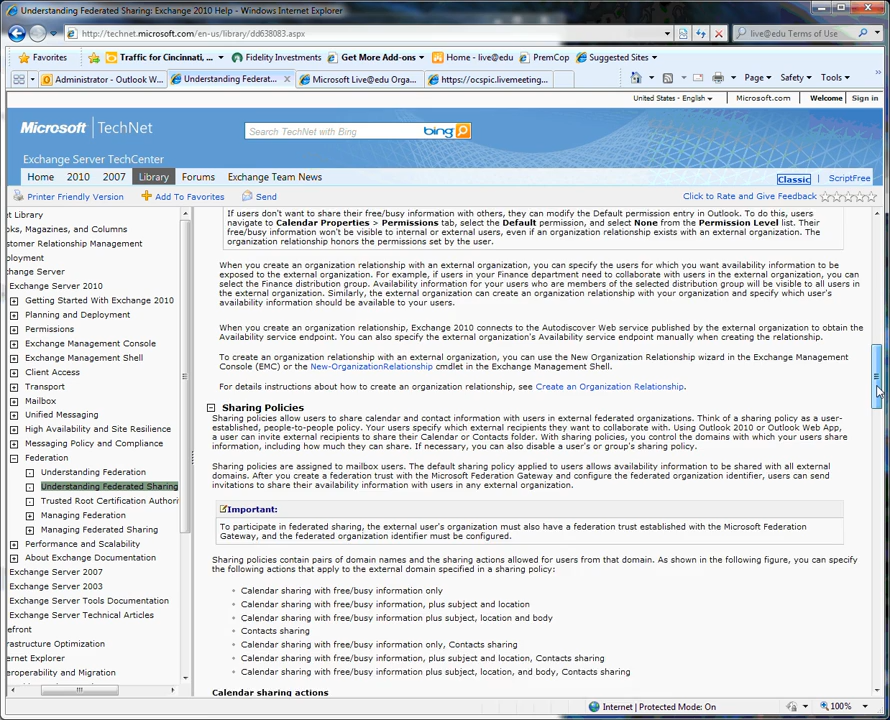 Understanding Federated Sharing: Exchange 2010 Help - Windows Internet Explorer
http://technet.microsoft.com/en-us/library/dd638083.aspx
live@edu Terms of Use
Favorites
Traffic for Cincinnati, ...
Fidelity Investments
Get More Add-ons
Home - live@edu
PremCop
Suggested Sites
Administrator - Outlook W...
Understanding Federat...
Microsoft Live@edu Orga...
https://ocspic.livemeeting...
Page
Safety
Tools
United States - English
Microsoft.com
Welcome
Sign in
Microsoft | TechNet
Search TechNet with Bing
bing
Exchange Server TechCenter
Home 2010 2007 Library Forums Exchange Team News
Classic | ScriptFree
Printer Friendly Version
Add To Favorites
Send
Click to Rate and Give Feedback
t Library
oks, Magazines, and Columns
stomer Relationship Management
ployment
change Server
Exchange Server 2010
Getting Started With Exchange 2010
Planning and Deployment
Permissions
Exchange Management Console
Exchange Management Shell
Client Access
Transport
Mailbox
Unified Messaging
High Availability and Site Resilience
Messaging Policy and Compliance
Federation
Understanding Federation
Understanding Federated Sharing
Trusted Root Certification Authori
Managing Federation
Managing Federated Sharing
Performance and Scalability
About Exchange Documentation
Exchange Server 2007
Exchange Server 2003
Exchange Server Tools Documentation
Exchange Server Technical Articles
refront
frastructure Optimization
ternet Explorer
eroperability and Migration
If users don't want to share their free/busy information with others, they can modify the Default permission entry in Outlook. To do this, users
navigate to Calendar Properties > Permissions tab, select the Default permission, and select None from the Permission Level list. Their
free/busy information won't be visible to internal or external users, even if an organization relationship exists with an external organization. The
organization relationship honors the permissions set by the user.
When you create an organization relationship with an external organization, you can specify the users for which you want availability information to be
exposed to the external organization. For example, if users in your Finance department need to collaborate with users in the external organization, you can
select the Finance distribution group. Availability information for your users who are members of the selected distribution group will be visible to all users in
the external organization. Similarly, the external organization can create an organization relationship with your organization and specify which user's
availability information should be available to your users.
When you create an organization relationship, Exchange 2010 connects to the Autodiscover Web service published by the external organization to obtain the
Availability service endpoint. You can also specify the external organization's Availability service endpoint manually when creating the relationship.
To create an organization relationship with an external organization, you can use the New Organization Relationship wizard in the Exchange Management
Console (EMC) or the New-OrganizationRelationship cmdlet in the Exchange Management Shell.
For details instructions about how to create an organization relationship, see Create an Organization Relationship.
Sharing Policies
Sharing policies allow users to share calendar and contact information with users in external federated organizations. Think of a sharing policy as a user-
established, people-to-people policy. Your users specify which external recipients they want to collaborate with. Using Outlook 2010 or Outlook Web App,
a user can invite external recipients to share their Calendar or Contacts folder. With sharing policies, you control the domains with which your users share
information, including how much they can share. If necessary, you can also disable a user's or group's sharing policy.
Sharing policies are assigned to mailbox users. The default sharing policy applied to users allows availability information to be shared with all external
domains. After you create a federation trust with the Microsoft Federation Gateway and configure the federated organization identifier, users can send
invitations to share their availability information with users in any external organization.
Important:
To participate in federated sharing, the external user's organization must also have a federation trust established with the Microsoft Federation
Gateway, and the federated organization identifier must be configured.
Sharing policies contain pairs of domain names and the sharing actions allowed for users from that domain. As shown in the following figure, you can specify
the following actions that apply to the external domain specified in a sharing policy:
Calendar sharing with free/busy information only
Calendar sharing with free/busy information, plus subject and location
Calendar sharing with free/busy information plus subject, location and body
Contacts sharing
Calendar sharing with free/busy information only, Contacts sharing
Calendar sharing with free/busy information, plus subject and location, Contacts sharing
Calendar sharing with free/busy information plus subject, location, and body, Contacts sharing
Calendar sharing actions
Internet | Protected Mode: On
100%